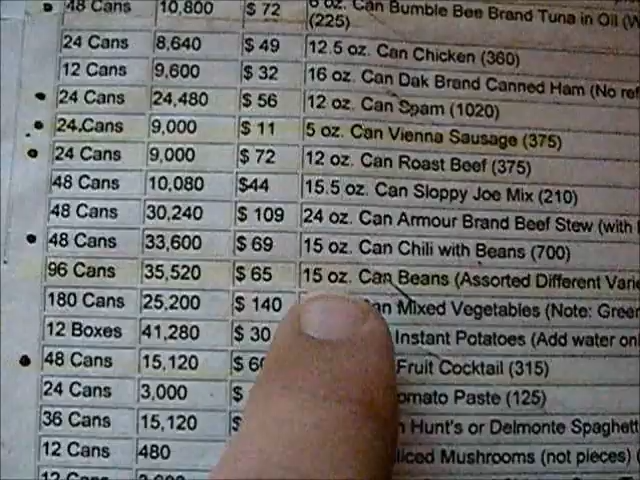 48 Cans 10,800 $ 72 6 oz. Can Bumble Bee Brand Tuna in Oil (W
(225)
24 Cans 8,640 $ 49 12.5 oz. Can Chicken (360)
12 Cans 9,600 $ 32 16 oz. Can Dak Brand Canned Ham (No ref
24 Cans 24,480 $ 56 12 oz. Can Spam (1020)
24 Cans 9,000 $ 11 5 oz. Can Vienna Sausage (375)
24 Cans 9,000 $ 72 12 oz. Can Roast Beef (375)
48 Cans 10,080 $44 15.5 oz. Can Sloppy Joe Mix (210)
48 Cans 30,240 $ 109 24 oz. Can Armour Brand Beef Stew (with
48 Cans 33,600 $ 69 15 oz. Can Chili with Beans (700)
96 Cans 35,520 $ 65 15 oz. Can Beans (Assorted Different Varie
180 Cans 25,200 $ 140 an Mixed Vegetables (Note: Green
12 Boxes 41,280 $ 30 Instant Potatoes (Add water on
48 Cans 15,120 $ 6 Fruit Cocktail (315)
24 Cans 3,000 $ omato Paste (125)
36 Cans 15,120 $ Hunt's or Delmonte Spaghett
12 Cans 480 liced Mushrooms (not pieces) (
12 Cans